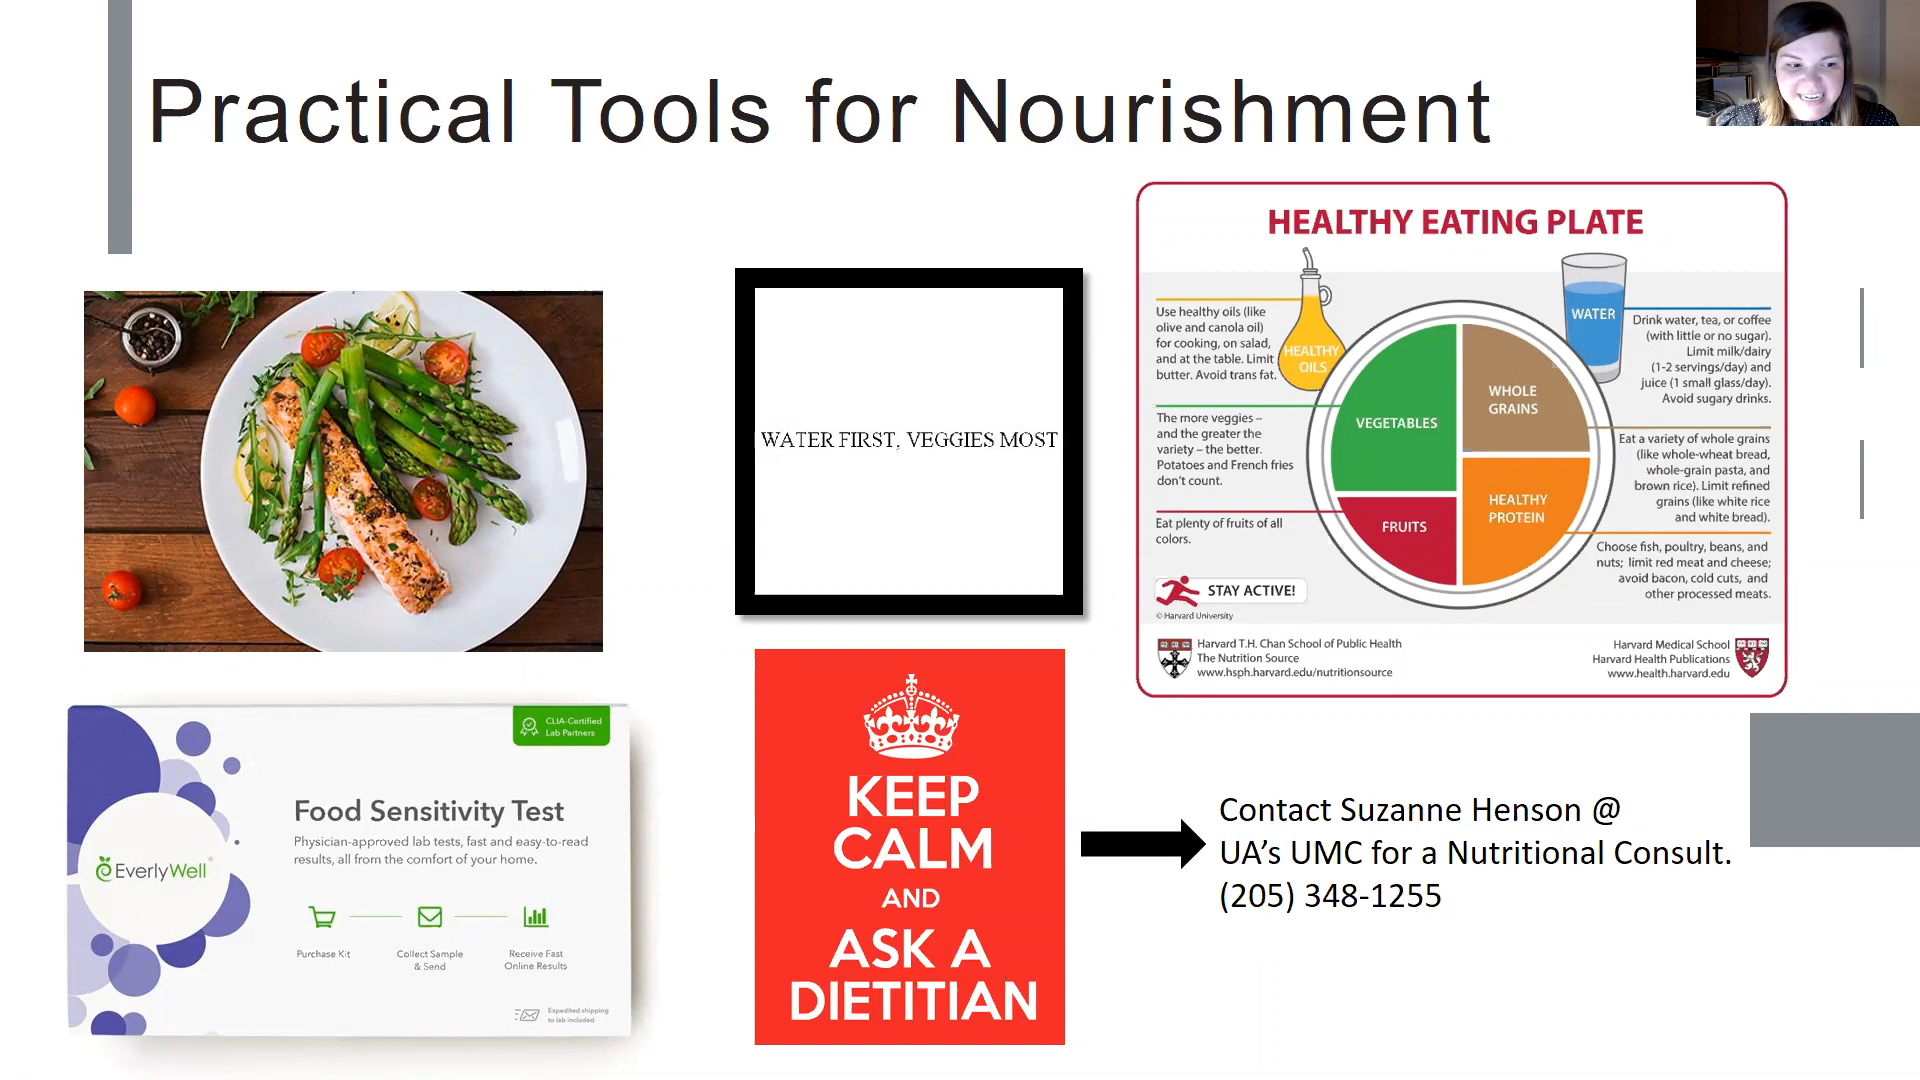 Practical Tools for Nourishment
WATER FIRST, VEGGIES MOST
HEALTHY EATING PLATE
Use healthy oils (like
olive and canola oil)
for cooking, on salad,
and at the table. Limit
butter. Avoid trans fat.
HEALTHY
OILS
WATER
Drink water, tea, or coffee
(with little or no sugar).
Limit milk/dairy
(1-2 servings/day) and
juice (1 small glass/day).
Avoid sugary drinks.
The more veggies –
and the greater the
variety – the better.
Potatoes and French fries
don't count.
VEGETABLES
WHOLE
GRAINS
Eat a variety of whole grains
(like whole-wheat bread,
whole-grain pasta, and
brown rice). Limit refined
grains (like white rice
and white bread).
Eat plenty of fruits of all
colors.
FRUITS
HEALTHY
PROTEIN
Choose fish, poultry, beans, and
nuts; limit red meat and cheese;
avoid bacon, cold cuts, and
other processed meats.
STAY ACTIVE!
© Harvard University
Harvard T.H. Chan School of Public Health
The Nutrition Source
www.hsph.harvard.edu/nutritionsource
Harvard Medical School
Harvard Health Publications
www.health.harvard.edu
CLIA-Certified
Lab Partners
Food Sensitivity Test
Physician-approved lab tests, fast and easy-to-read
results, all from the comfort of your home.
EverlyWell
Purchase Kit
Collect Sample
& Send
Receive Fast
Online Results
Expedited shipping
to lab included
KEEP
CALM
AND
ASK A
DIETITIAN
Contact Suzanne Henson @
UA’s UMC for a Nutritional Consult.
(205) 348-1255